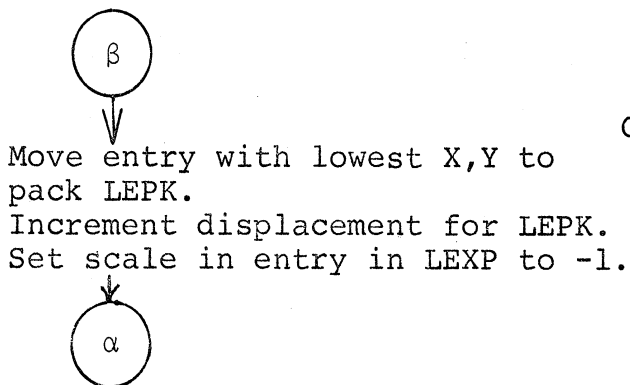 β
Move entry with lowest X,Y to
pack LEPK.
Increment displacement for LEPK.
Set scale in entry in LEXP to -1.
α